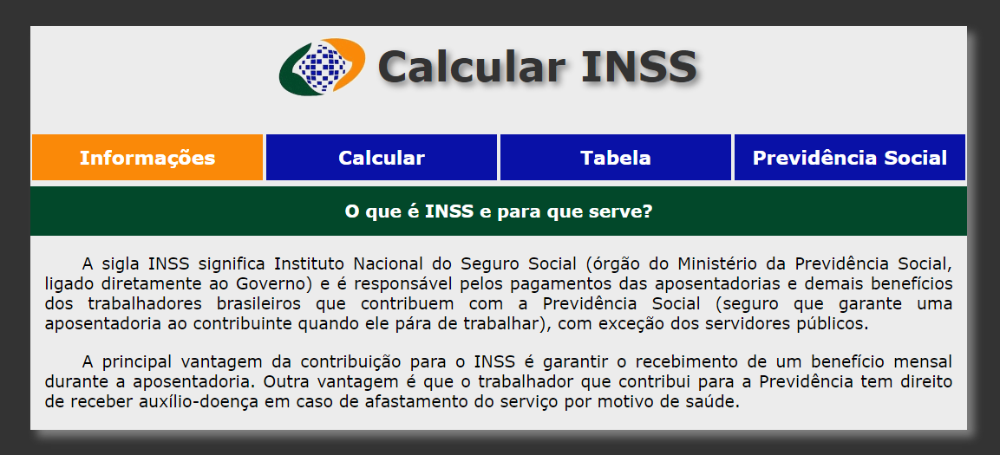 Calcular INSS
Informações
Calcular
Tabela
Previdência Social
O que é INSS e para que serve?
A sigla INSS significa Instituto Nacional do Seguro Social (órgão do Ministério da Previdência Social,
ligado diretamente ao Governo) e é responsável pelos pagamentos das aposentadorias e demais benefícios
dos trabalhadores brasileiros que contribuem com a Previdência Social (seguro que garante uma
aposentadoria ao contribuinte quando ele pára de trabalhar), com exceção dos servidores públicos.
A principal vantagem da contribuição para o INSS é garantir o recebimento de um benefício mensal
durante a aposentadoria. Outra vantagem é que o trabalhador que contribui para a Previdência tem direito
de receber auxílio-doença em caso de afastamento do serviço por motivo de saúde.